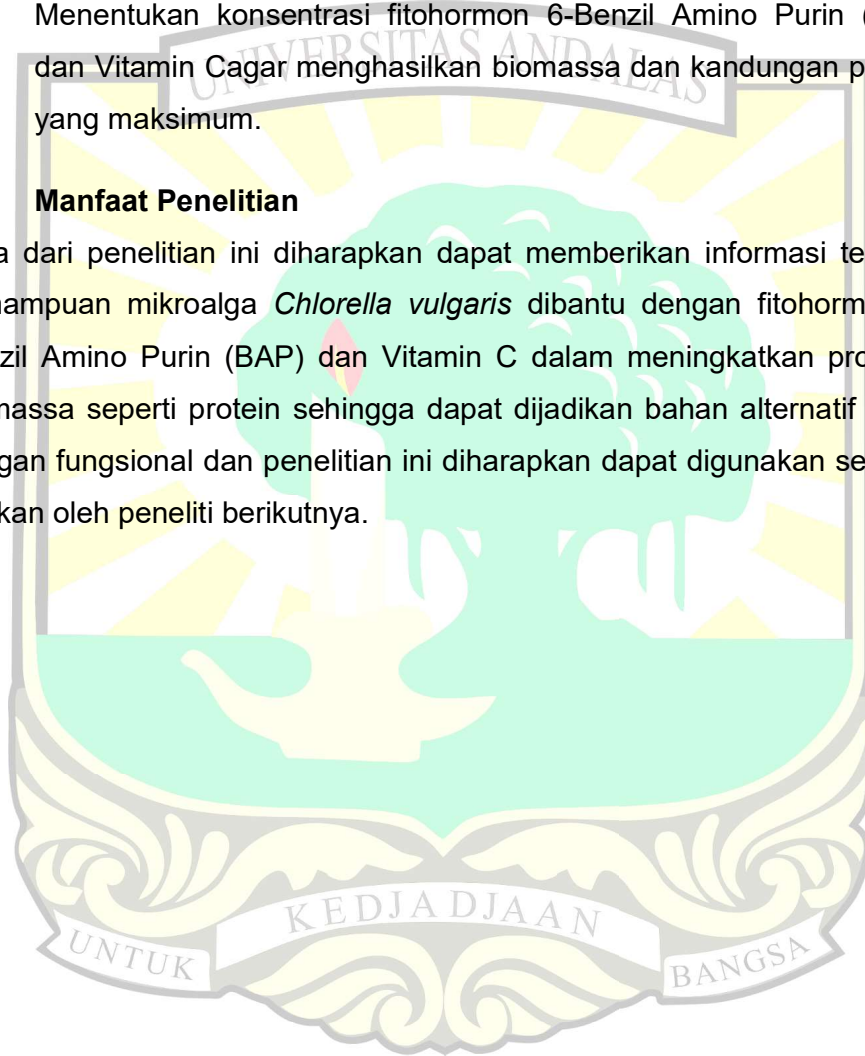 Menentukan konsentrasi fitohormon 6-Benzil Amino Purin (
UNIVERSITAS ANDALAS
dan Vitamin Cagar menghasilkan biomassa dan kandungan p
yang maksimum.
Manfaat Penelitian
a dari penelitian ini diharapkan dapat memberikan informasi te
ampuan mikroalga Chlorella vulgaris dibantu dengan fitohorm
zil Amino Purin (BAP) dan Vitamin C dalam meningkatkan pro
massa seperti protein sehingga dapat dijadikan bahan alternatif
gan fungsional dan penelitian ini diharapkan dapat digunakan se
kan oleh peneliti berikutnya.
KEDJADJAAN
UNTUK
BANGSA